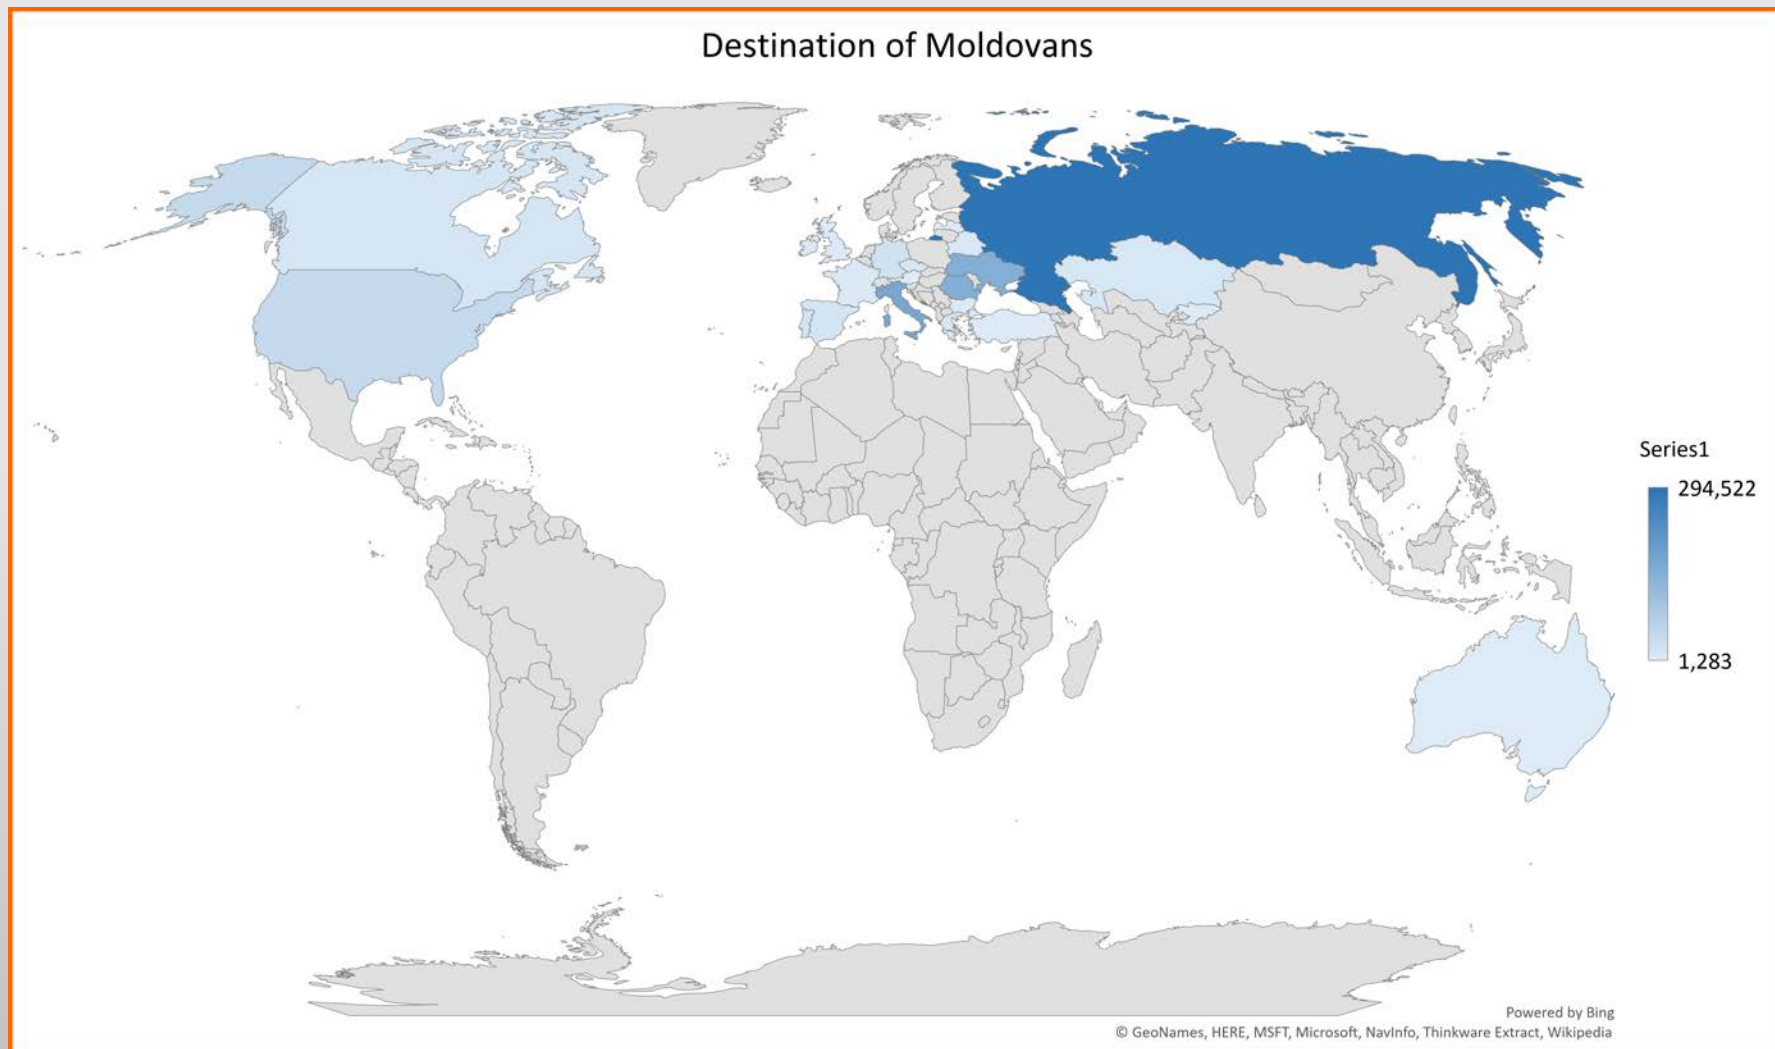 Destination of Moldovans
Series1
294,522
1,283
Powered by Bing
© GeoNames, HERE, MSFT, Microsoft, NavInfo, Thinkware Extract, Wikipedia